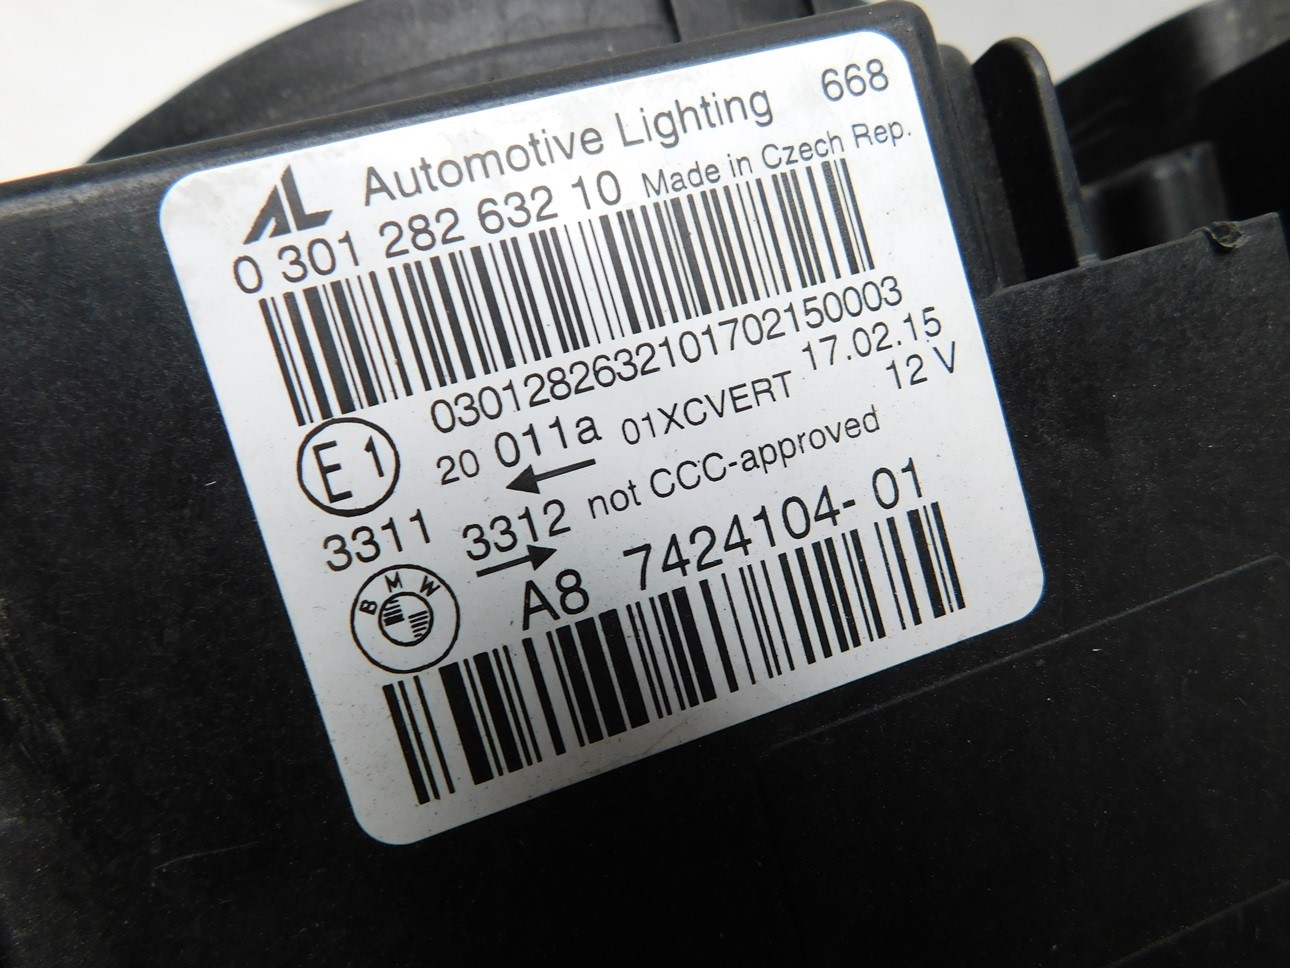 AL Automotive Lighting 668
0 301 282 632 10 Made in Czech Rep.
0301282632101702150003
E1 20 011a 01XCVERT 17.02.15
3311 3312 not CCC-approved 12 V
BMW A8 7424104-01